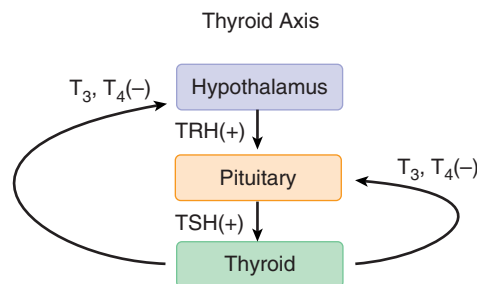 Thyroid Axis
T3, T4(–)
Hypothalamus
TRH(+)
T3, T4(–)
Pituitary
TSH(+)
Thyroid